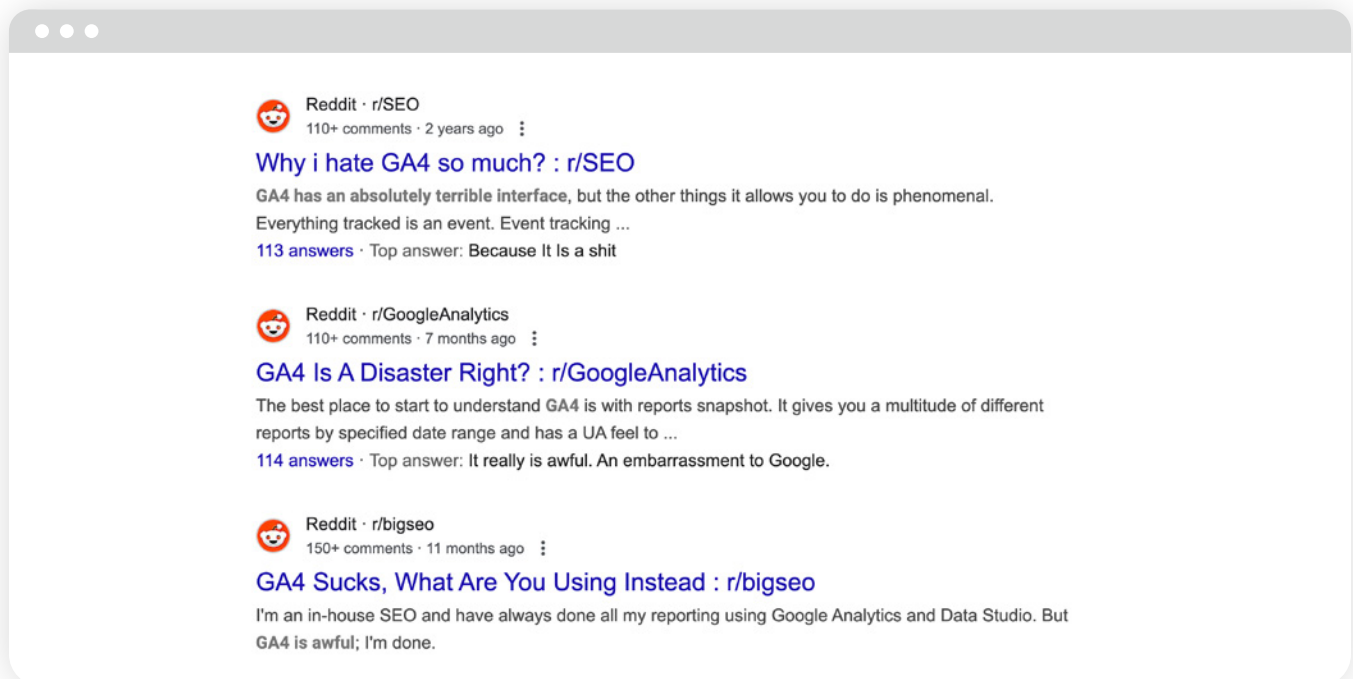 Reddit · r/SEO
110+ comments · 2 years ago
Why i hate GA4 so much? : r/SEO
GA4 has an absolutely terrible interface, but the other things it allows you to do is phenomenal.
Everything tracked is an event. Event tracking ...
113 answers · Top answer: Because It Is a shit
Reddit · r/GoogleAnalytics
110+ comments · 7 months ago
GA4 Is A Disaster Right? : r/GoogleAnalytics
The best place to start to understand GA4 is with reports snapshot. It gives you a multitude of different
reports by specified date range and has a UA feel to ...
114 answers · Top answer: It really is awful. An embarrassment to Google.
Reddit · r/bigseo
150+ comments · 11 months ago
GA4 Sucks, What Are You Using Instead : r/bigseo
I'm an in-house SEO and have always done all my reporting using Google Analytics and Data Studio. But
GA4 is awful; I'm done.